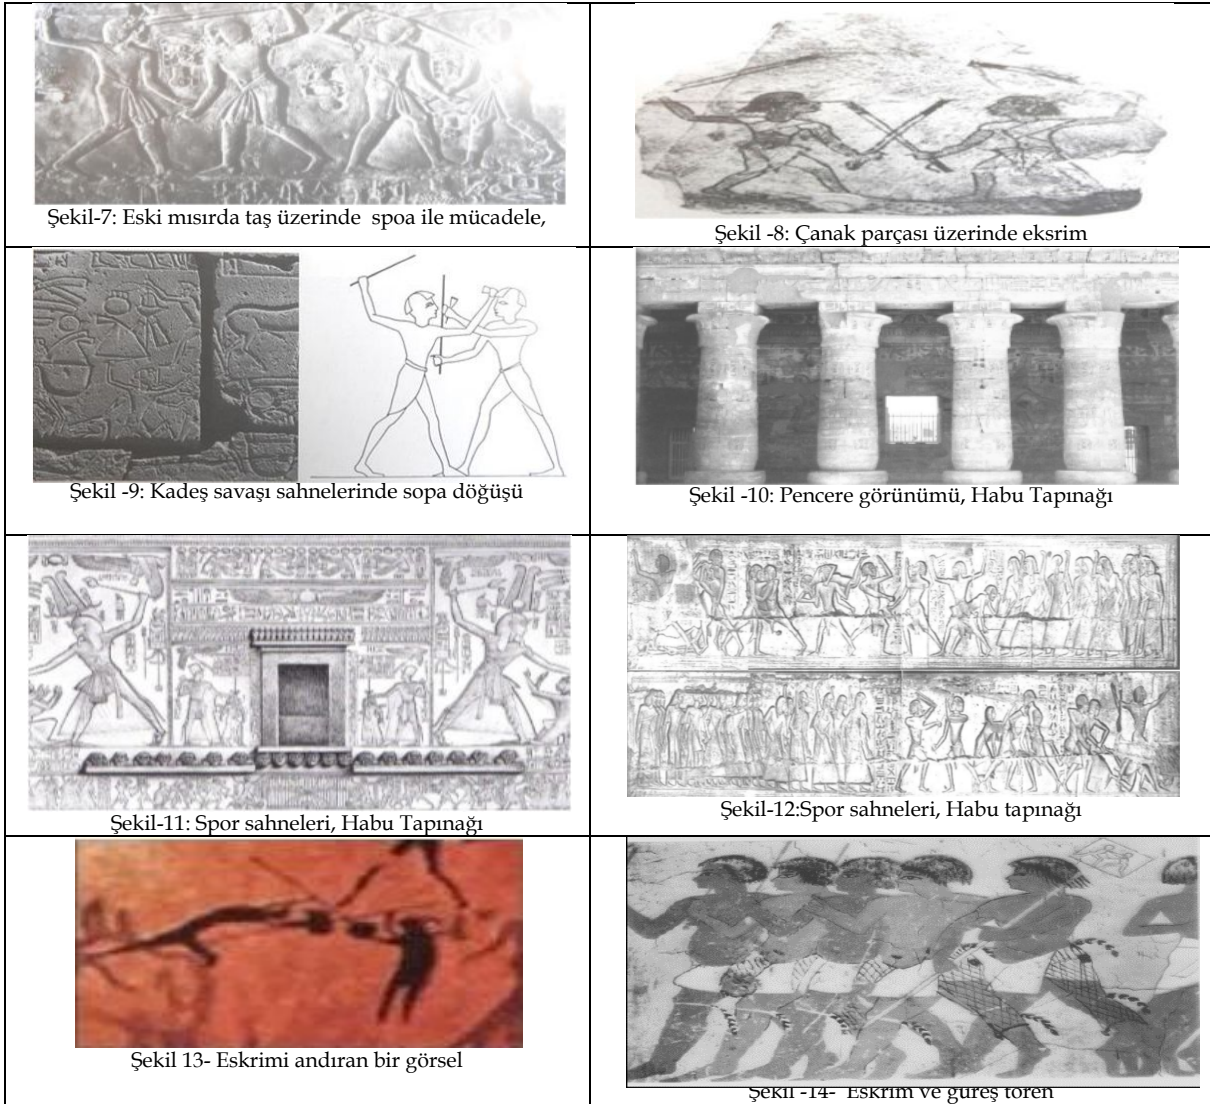 Şekil-7: Eski mısırda taş üzerinde spoa ile mücadele,
Şekil -8: Çanak parçası üzerinde eksrim
Şekil -9: Kadeş savaşı sahnelerinde sopa döğüşü
Şekil -10: Pencere görünümü, Habu Tapınağı
Şekil-11: Spor sahneleri, Habu Tapınağı
Şekil-12:Spor sahneleri, Habu tapınağı
Şekil 13- Eskrimi andıran bir görsel
Şekil -14- Eskrim ve güreş tören